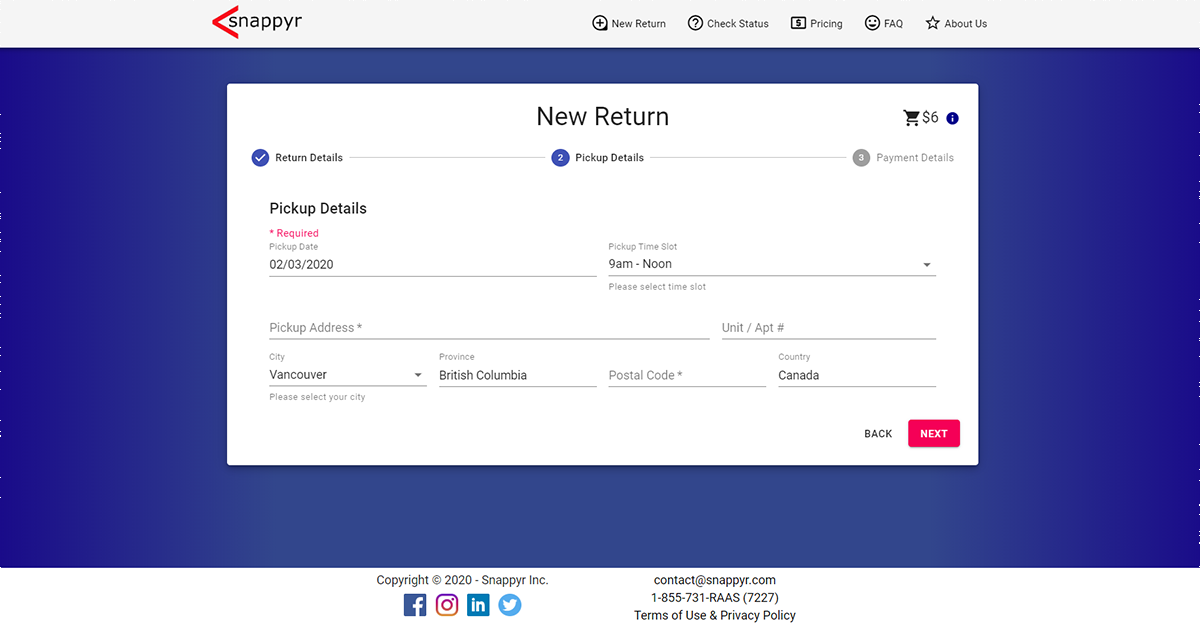 snappyr
New Return
Check Status
Pricing
FAQ
About Us
New Return
$6
Return Details
2
Pickup Details
3
Payment Details
Pickup Details
* Required
Pickup Date
02/03/2020
Pickup Time Slot
9am - Noon
Please select time slot
Pickup Address *
Unit / Apt #
City
Vancouver
Please select your city
Province
British Columbia
Postal Code *
Country
Canada
BACK
NEXT
Copyright © 2020 - Snappyr Inc.
contact@snappyr.com
1-855-731-RAAS (7227)
Terms of Use & Privacy Policy